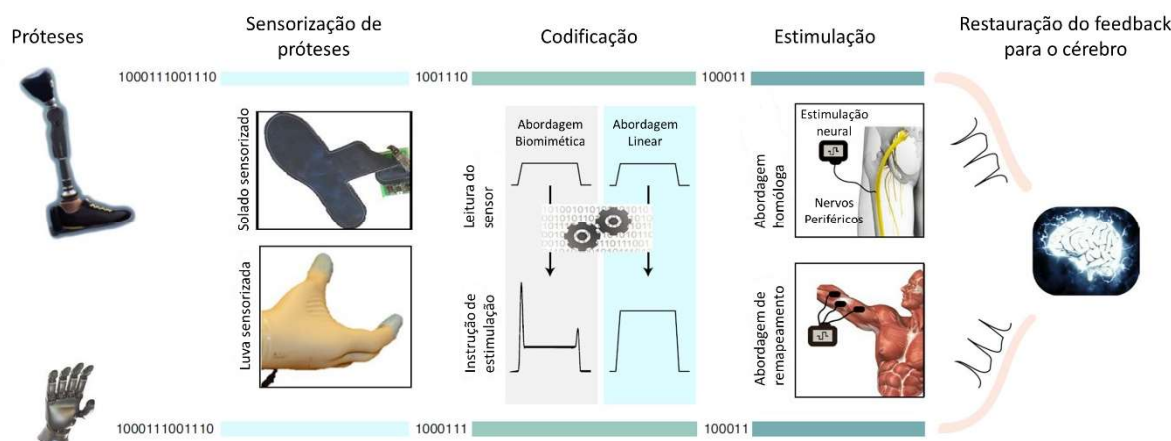 Próteses
Sensorização de
próteses
Codificação
Estimulação
Restauração do feedback
para o cérebro
1000111001110
1001110
100011
Solado sensorizado
Luva sensorizada
Leitura do
sensor
Instrução de
estimulação
Abordagem
Biomimética
Abordagem
Linear
Abordagem
homóloga
Estimulação
neural
Nervos
Periféricos
Abordagem de
remapeamento
1000111001110
1000111
100011